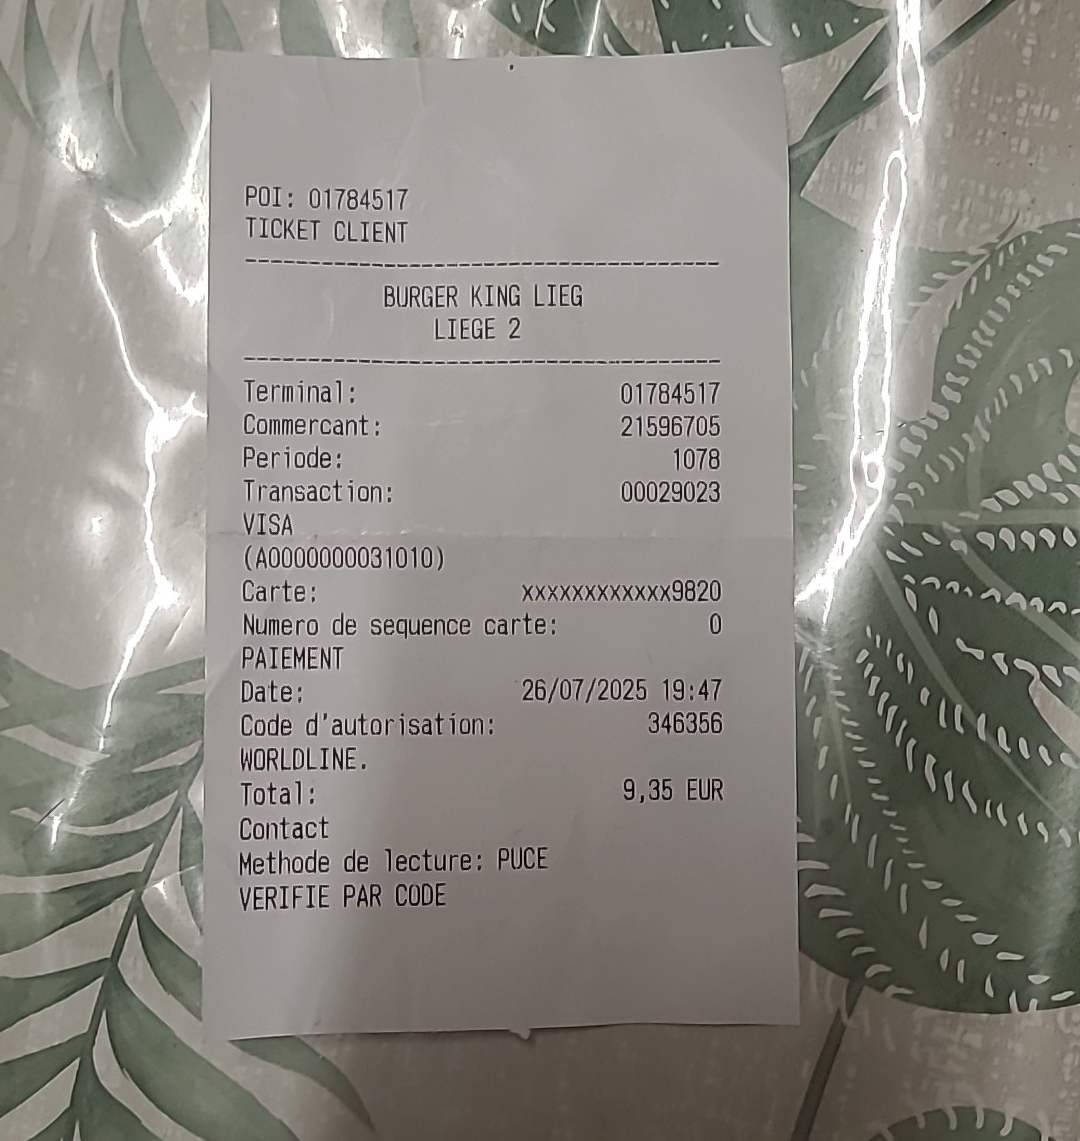 POI: 01784517
TICKET CLIENT
BURGER KING LIEG
LIEGE 2
Terminal: 01784517
Commercant: 21596705
Periode: 1078
Transaction: 00029023
VISA
(A0000000031010)
Carte: xxxxxxxxxxxx9820
Numero de sequence carte: 0
PAIEMENT
Date: 26/07/2025 19:47
Code d'autorisation: 346356
WORLDLINE.
Total: 9,35 EUR
Contact
Methode de lecture: PUCE
VERIFIE PAR CODE